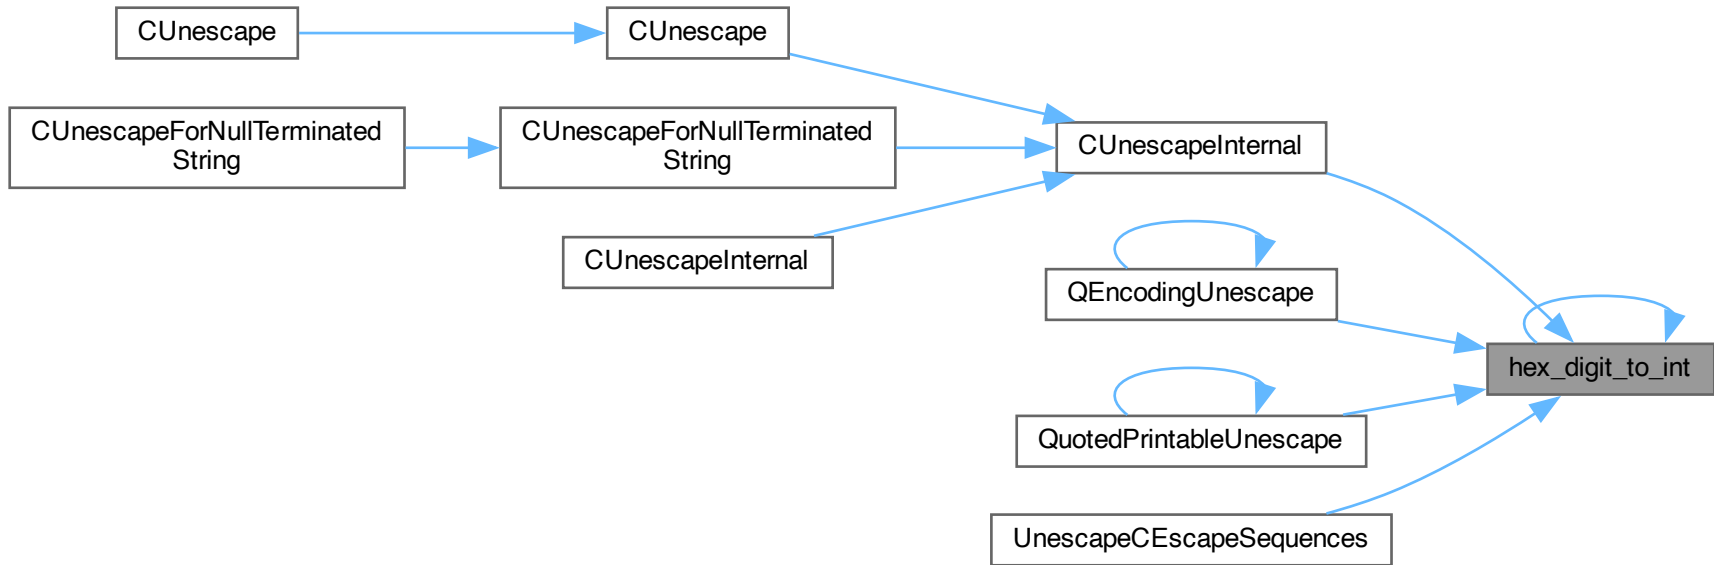 CUnescape
CUnescape
CUnescapeForNullTerminated
String
CUnescapeForNullTerminated
String
CUnescapeInternal
CUnescapeInternal
QEncodingUnescape
hex_digit_to_int
QuotedPrintableUnescape
UnescapeCEscapeSequences